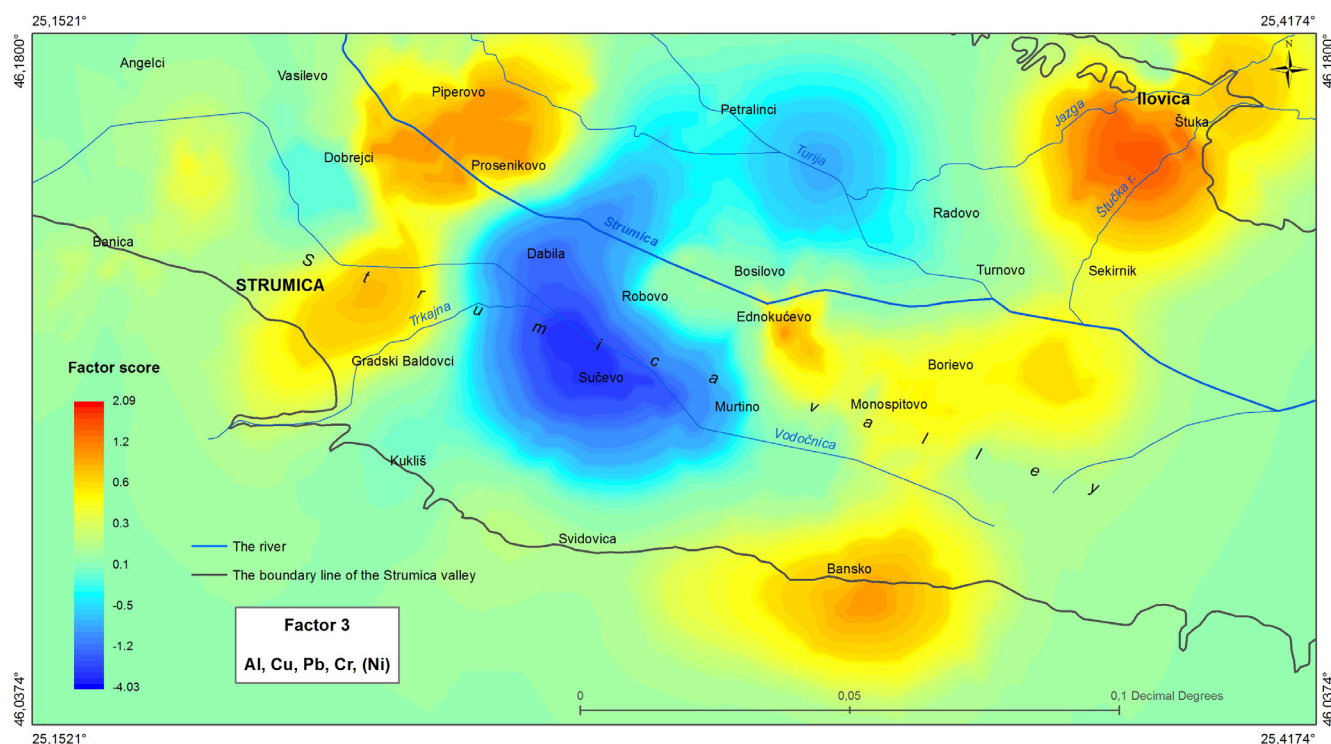 25,1521°
25.4174°
46,1800°
46,1800°
N
Angelci
Vasilevo
Piperovo
Petralinci
Ilovica
Jazga
Štuka
Dobrejci
Prosenikovo
Turija
Štučka r.
Banica
Strumica
Radovo
Dabila
STRUMICA
Bosilovo
Turnovo
Sekirnik
Robovo
Trkajna
Ednokućevo
S t r u m i c a
v a l l e y
Gradski Baldovci
Sučevo
Borievo
Murtino
Monospitovo
Vodočnica
Kukliš
Svidovica
Bansko
Factor score
2.09
1.2
0.6
0.3
0.1
-0.5
-1.2
-4.03
The river
The boundary line of the Strumica valley
Factor 3
Al, Cu, Pb, Cr, (Ni)
0
0,05
0,1 Decimal Degrees
46,0374°
46,0374°
25.1521°
25.4174°